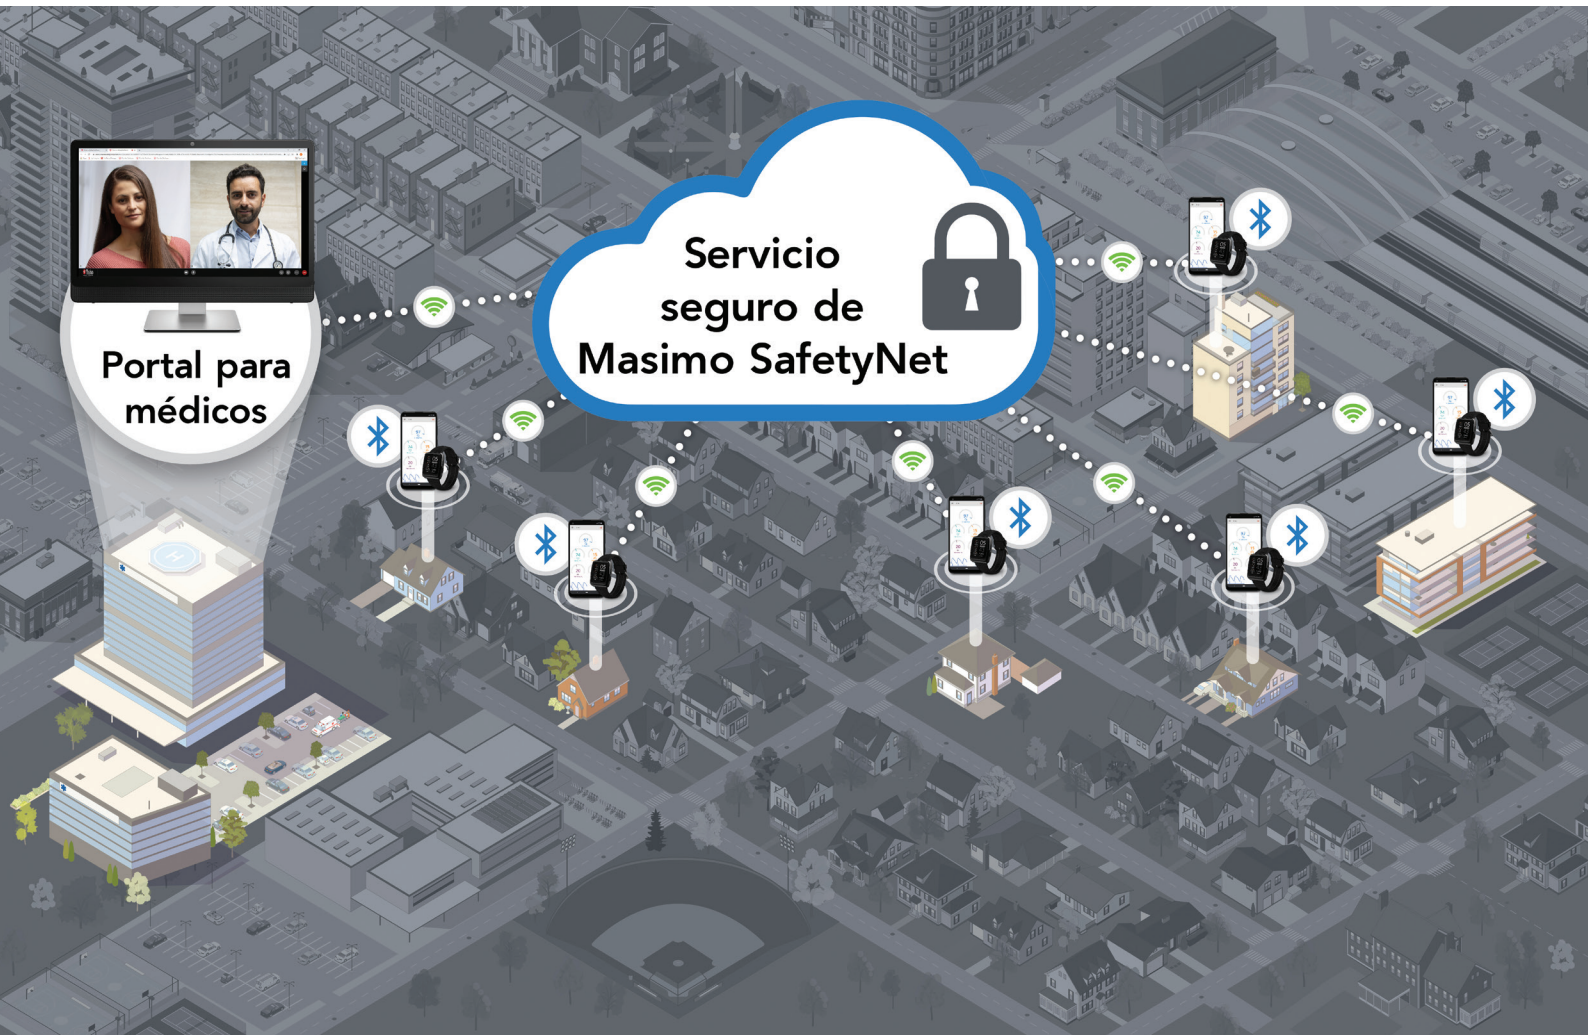 Servicio
seguro de
Masimo SafetyNet
Portal para
médicos
H